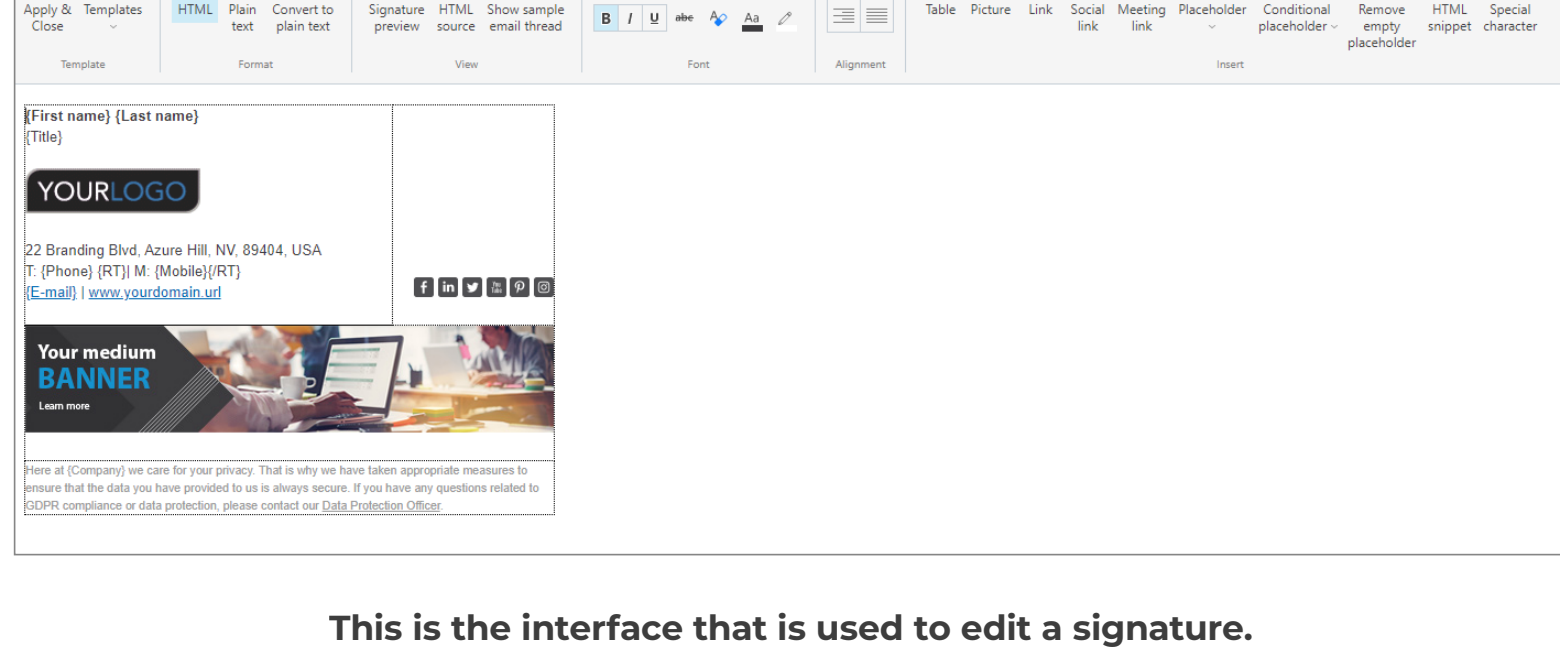 Apply & Close
Templates
HTML
Plain text
Convert to plain text
Signature preview
HTML source
Show sample email thread
B I U abc A Aa
Table
Picture
Link
Social link
Meeting link
Placeholder
Conditional placeholder
Remove empty placeholder
HTML snippet
Special character
Template
Format
View
Font
Alignment
Insert
{First name} {Last name}
{Title}
YOURLOGO
22 Branding Blvd, Azure Hill, NV, 89404, USA
T: {Phone} {RT}| M: {Mobile}{/RT}
{E-mail} | www.yourdomain.url
f in You Tube
Your medium
BANNER
Learn more
Here at {Company} we care for your privacy. That is why we have taken appropriate measures to
ensure that the data you have provided to us is always secure. If you have any questions related to
GDPR compliance or data protection, please contact our Data Protection Officer.
This is the interface that is used to edit a signature.